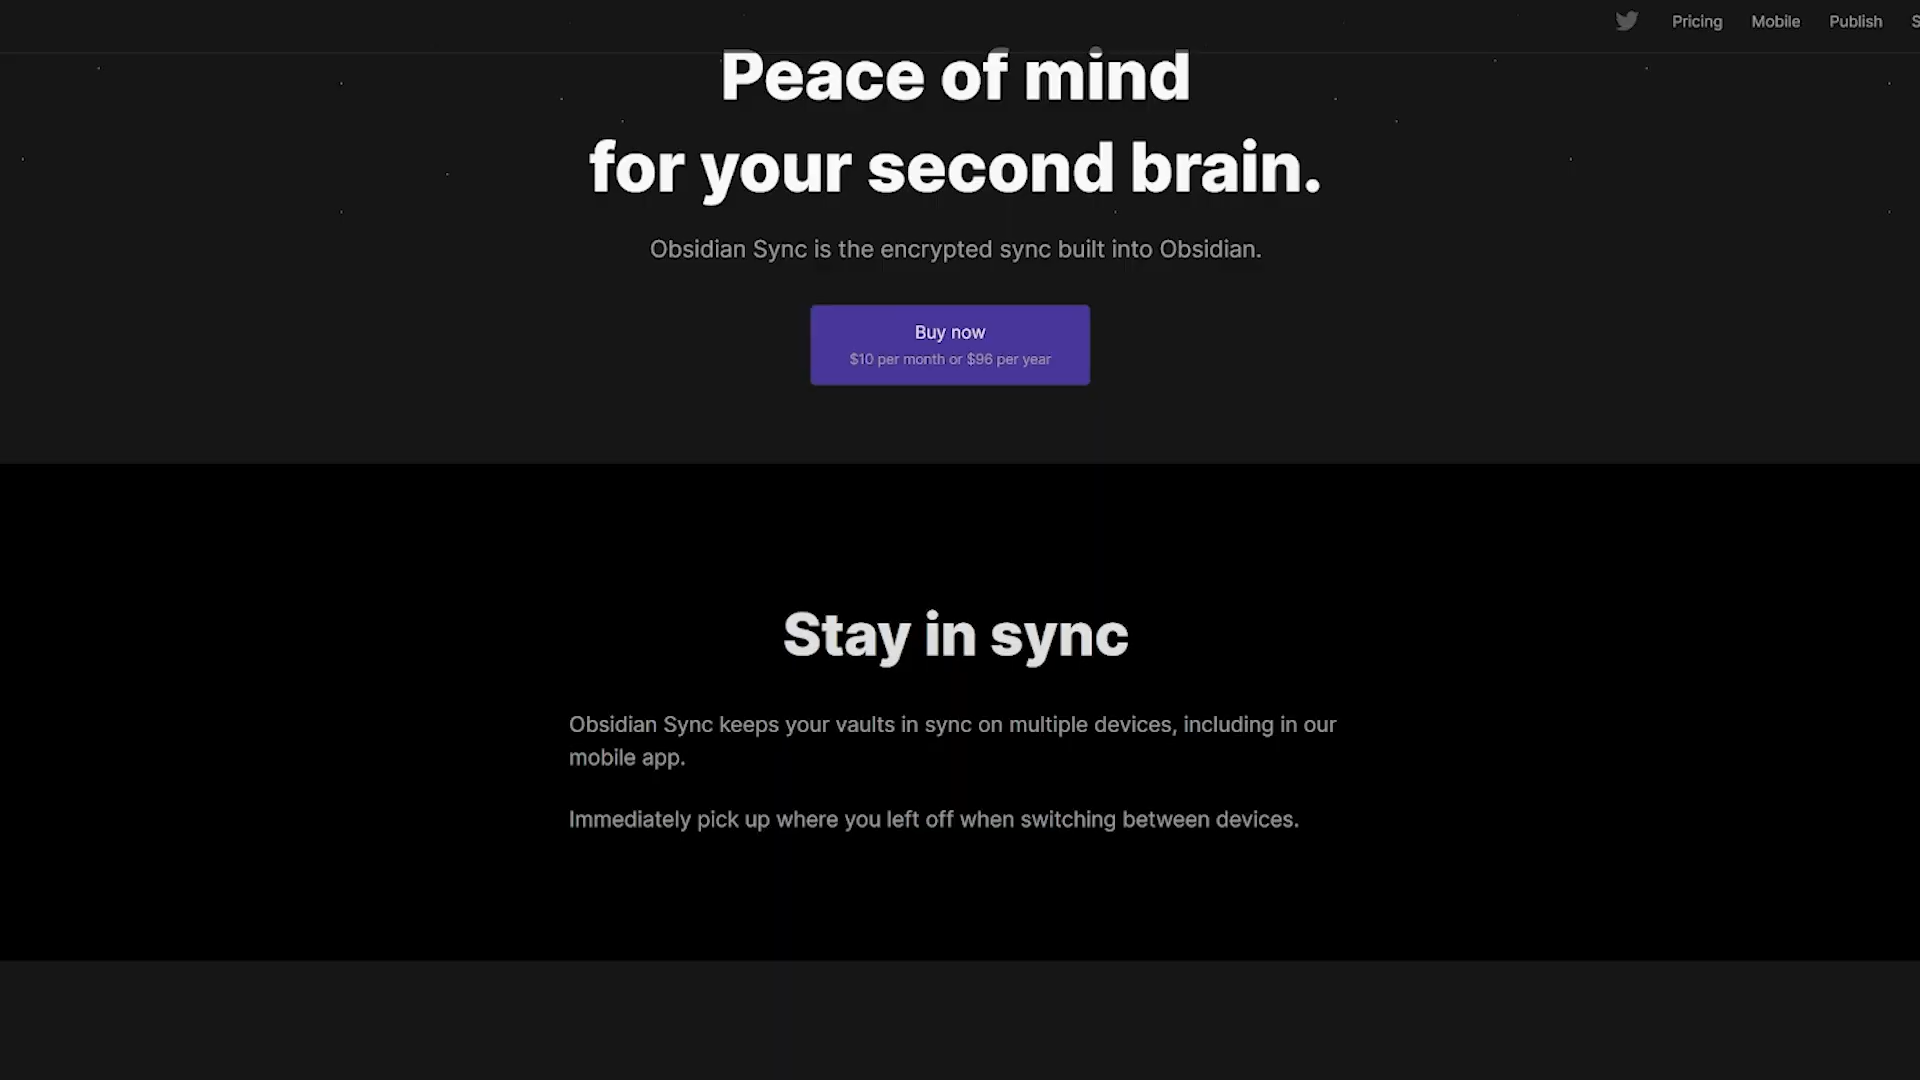 Pricing Mobile Publish S
Peace of mind
for your second brain.
Obsidian Sync is the encrypted sync built into Obsidian.
Buy now
$10 per month or $96 per year
Stay in sync
Obsidian Sync keeps your vaults in sync on multiple devices, including in our
mobile app.
Immediately pick up where you left off when switching between devices.